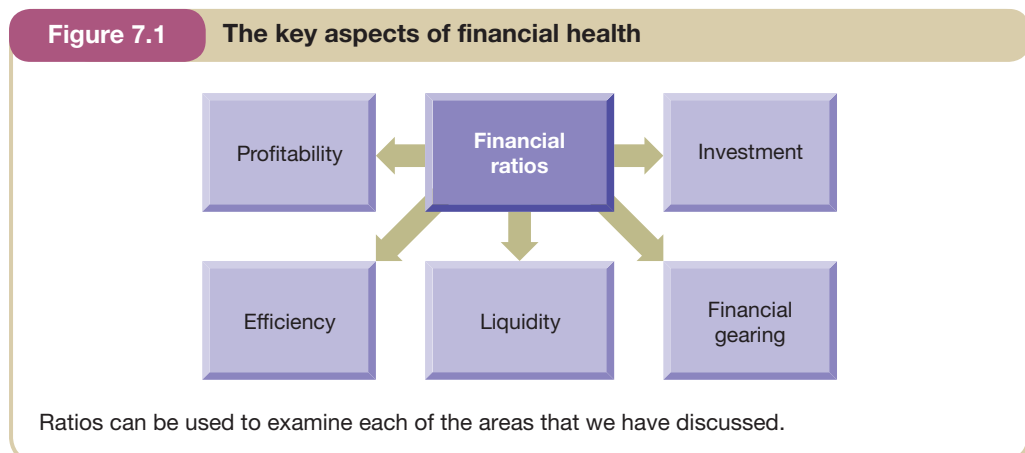 Figure 7.1 The key aspects of financial health
Profitability
Financial
ratios
Investment
Efficiency
Liquidity
Financial
gearing
Ratios can be used to examine each of the areas that we have discussed.